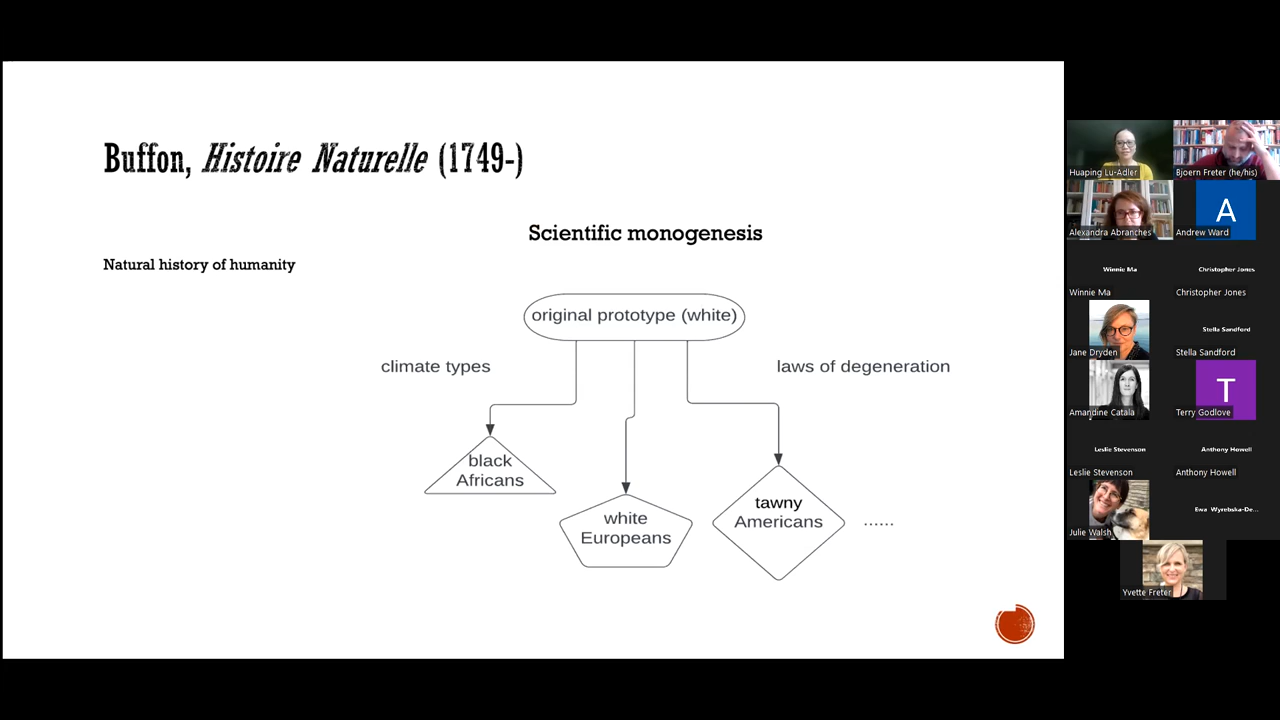 Buffon, Histoire Naturelle (1749-)
Scientific monogenesis
Natural history of humanity
original prototype (white)
climate types
laws of degeneration
black
Africans
white
Europeans
tawny
Americans
......
Huaping Lu-Adler
Bjoern Freter (he/his)
Alexandra Abranches
A
Andrew Ward
Winnie Ma
Winnie Ma
Christopher Jones
Christopher Jones
Jane Dryden
Stella Sandford
Stella Sandford
Amandine Catala
T
Terry Godlove
Leslie Stevenson
Leslie Stevenson
Anthony Howell
Anthony Howell
Julie Walsh
Ewa Wyrebska-De...
Yvette Freter